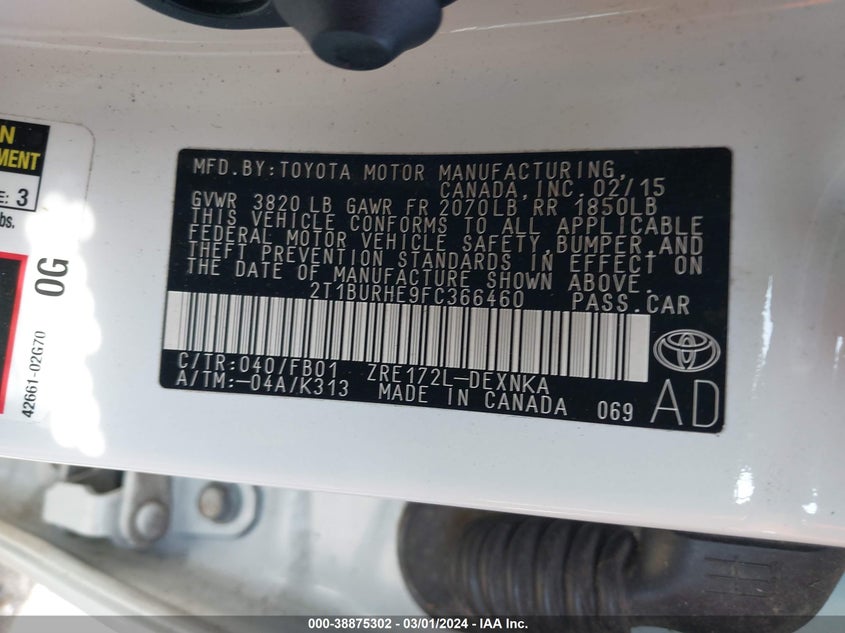 N
EMENT
E: 3
bs.
0G
42661-02G70
MFD.BY:TOYOTA MOTOR MANUFACTURING,
CANADA, INC. 02/15
GVWR 3820 LB GAWR FR 2070LB RR 1850LB
THIS VEHICLE CONFORMS TO ALL APPLICABLE
FEDERAL MOTOR VEHICLE SAFETY, BUMPER, AND
THEFT PREVENTION STANDARDS IN EFFECT ON
THE DATE OF MANUFACTURE SHOWN ABOVE.
2T1BURHE9FC366460 PASS.CAR
C/TR:040/FB01 ZRE172L-DEXNKA
A/TM:-04A/K313 MADE IN CANADA 069 AD
000-38875302 - 03/01/2024 - IAA Inc.